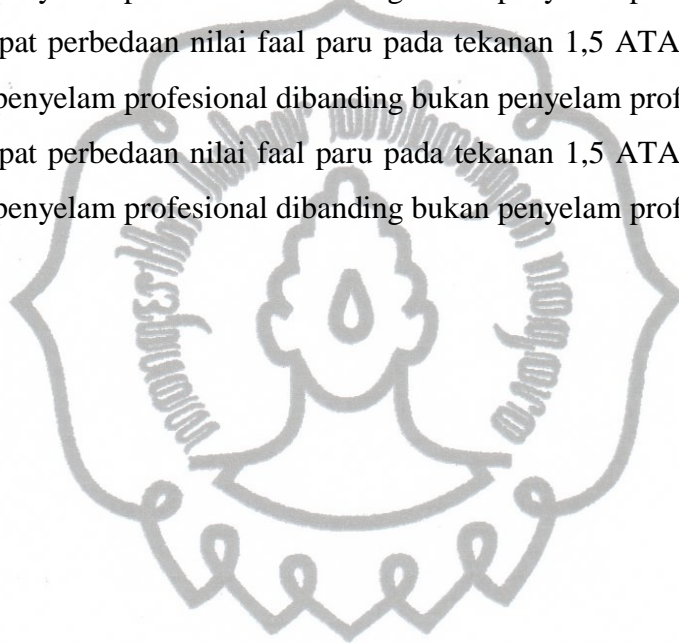 pat perbedaan nilai faal paru pada tekanan 1,5 ATA
penyelam profesional dibanding bukan penyelam prof
pat perbedaan nilai faal paru pada tekanan 1,5 ATA
penyelam profesional dibanding bukan penyelam prof